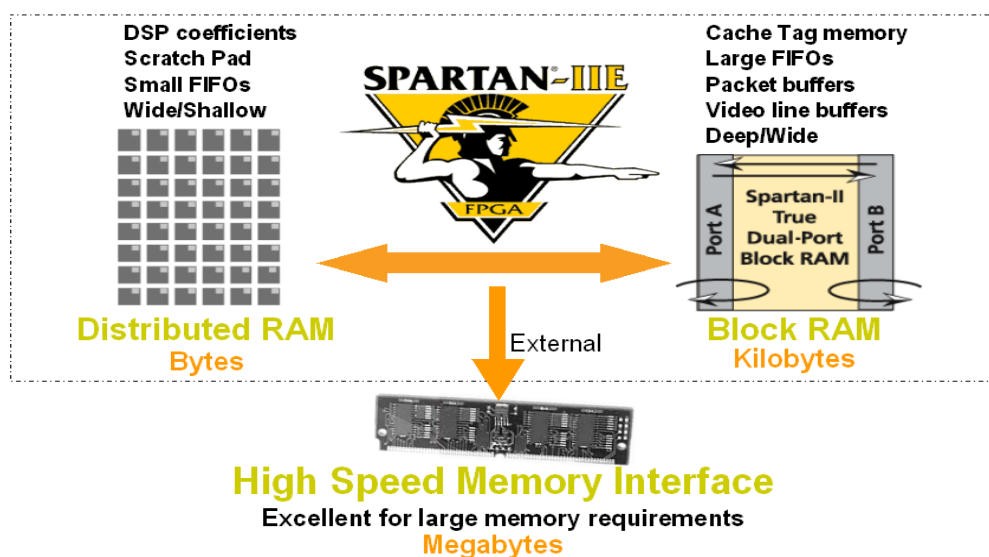 DSP coefficients
Scratch Pad
Small FIFOs
Wide/Shallow
SPARTAN®-IIE
FPGA
Cache Tag memory
Large FIFOs
Packet buffers
Video line buffers
Deep/Wide
Port A
Spartan-II
True
Dual-Port
Block RAM
Port B
Distributed RAM
Bytes
External
Block RAM
Kilobytes
High Speed Memory Interface
Excellent for large memory requirements
Megabytes